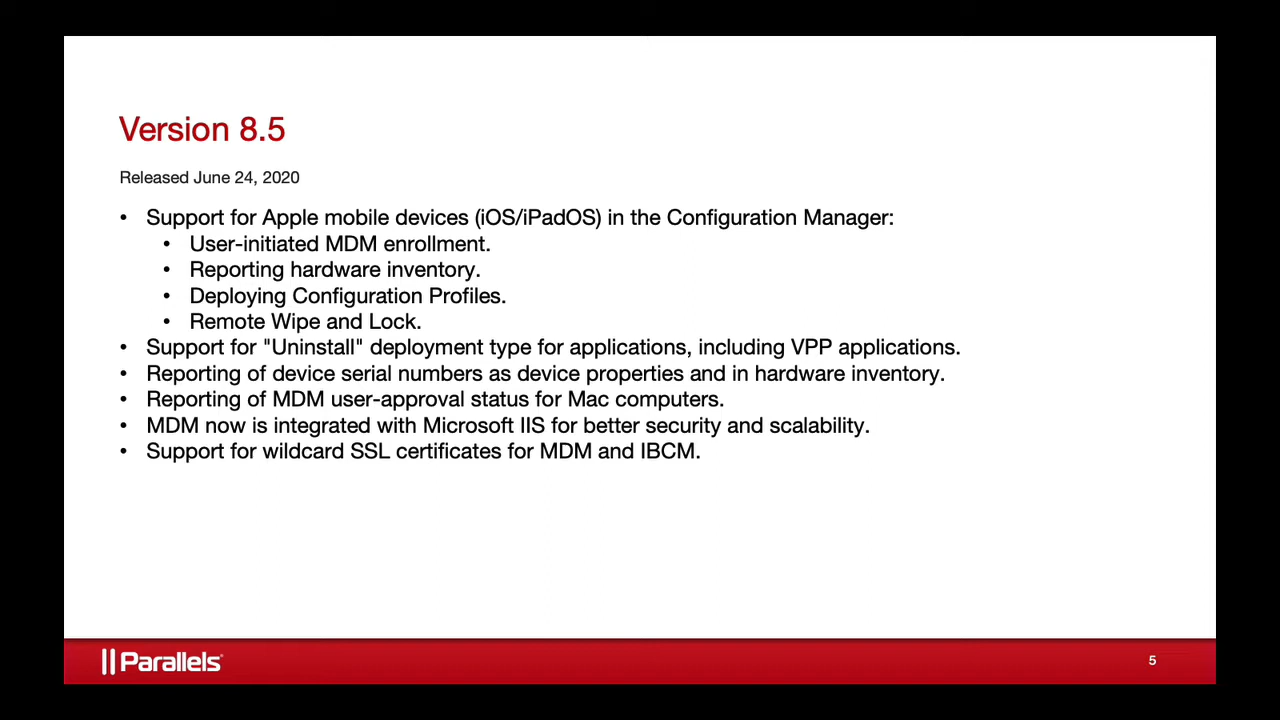 Version 8.5
Released June 24, 2020
• Support for Apple mobile devices (iOS/iPadOS) in the Configuration Manager:
• User-initiated MDM enrollment.
• Reporting hardware inventory.
• Deploying Configuration Profiles.
• Remote Wipe and Lock.
• Support for "Uninstall" deployment type for applications, including VPP applications.
• Reporting of device serial numbers as device properties and in hardware inventory.
• Reporting of MDM user-approval status for Mac computers.
• MDM now is integrated with Microsoft IIS for better security and scalability.
• Support for wildcard SSL certificates for MDM and IBCM.
Parallels
5